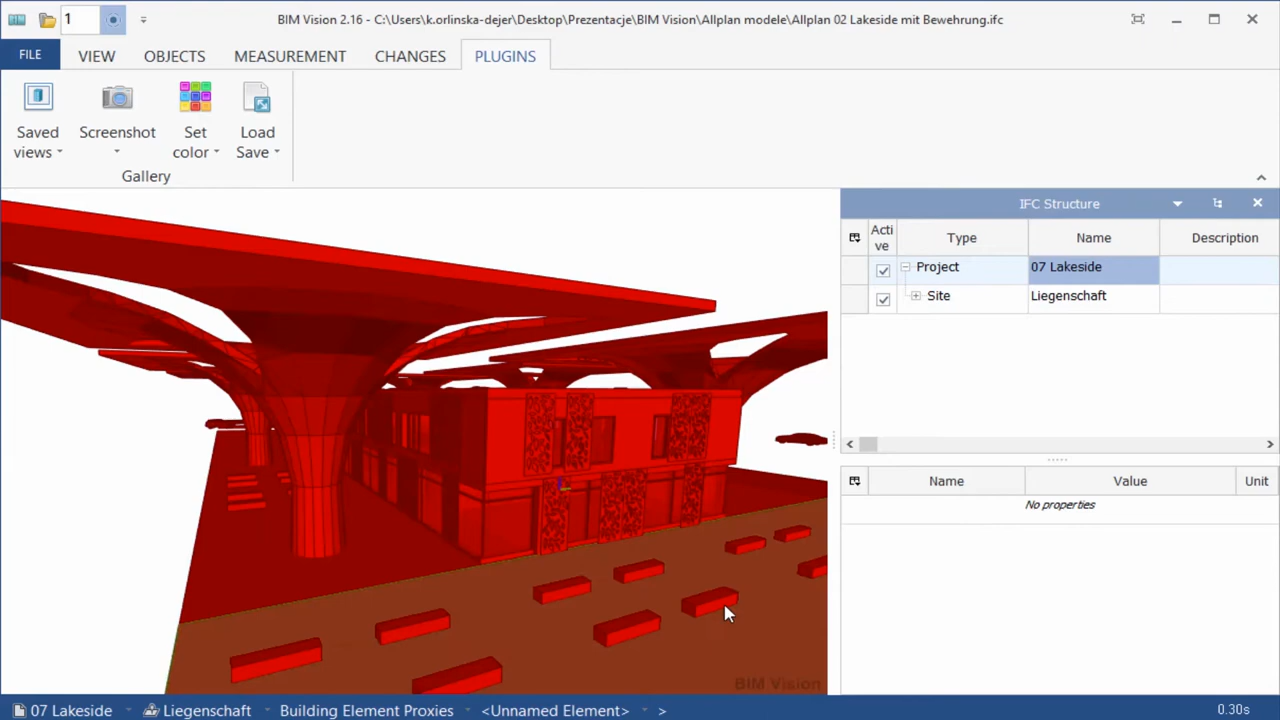 1
BIM Vision 2.16 - C:\Users\k.orlinska-dejer\Desktop\Prezentacje\BIM Vision\Allplan modele\Allplan 02 Lakeside mit Bewehrung.ifc
FILE VIEW OBJECTS MEASUREMENT CHANGES PLUGINS
Saved views
Screenshot
Set color
Load Save
Gallery
IFC Structure
Acti ve Type Name Description
Project 07 Lakeside
Site Liegenschaft
Name Value Unit
No properties
BIM Vision
07 Lakeside Liegenschaft Building Element Proxies <Unnamed Element> > 0.30s